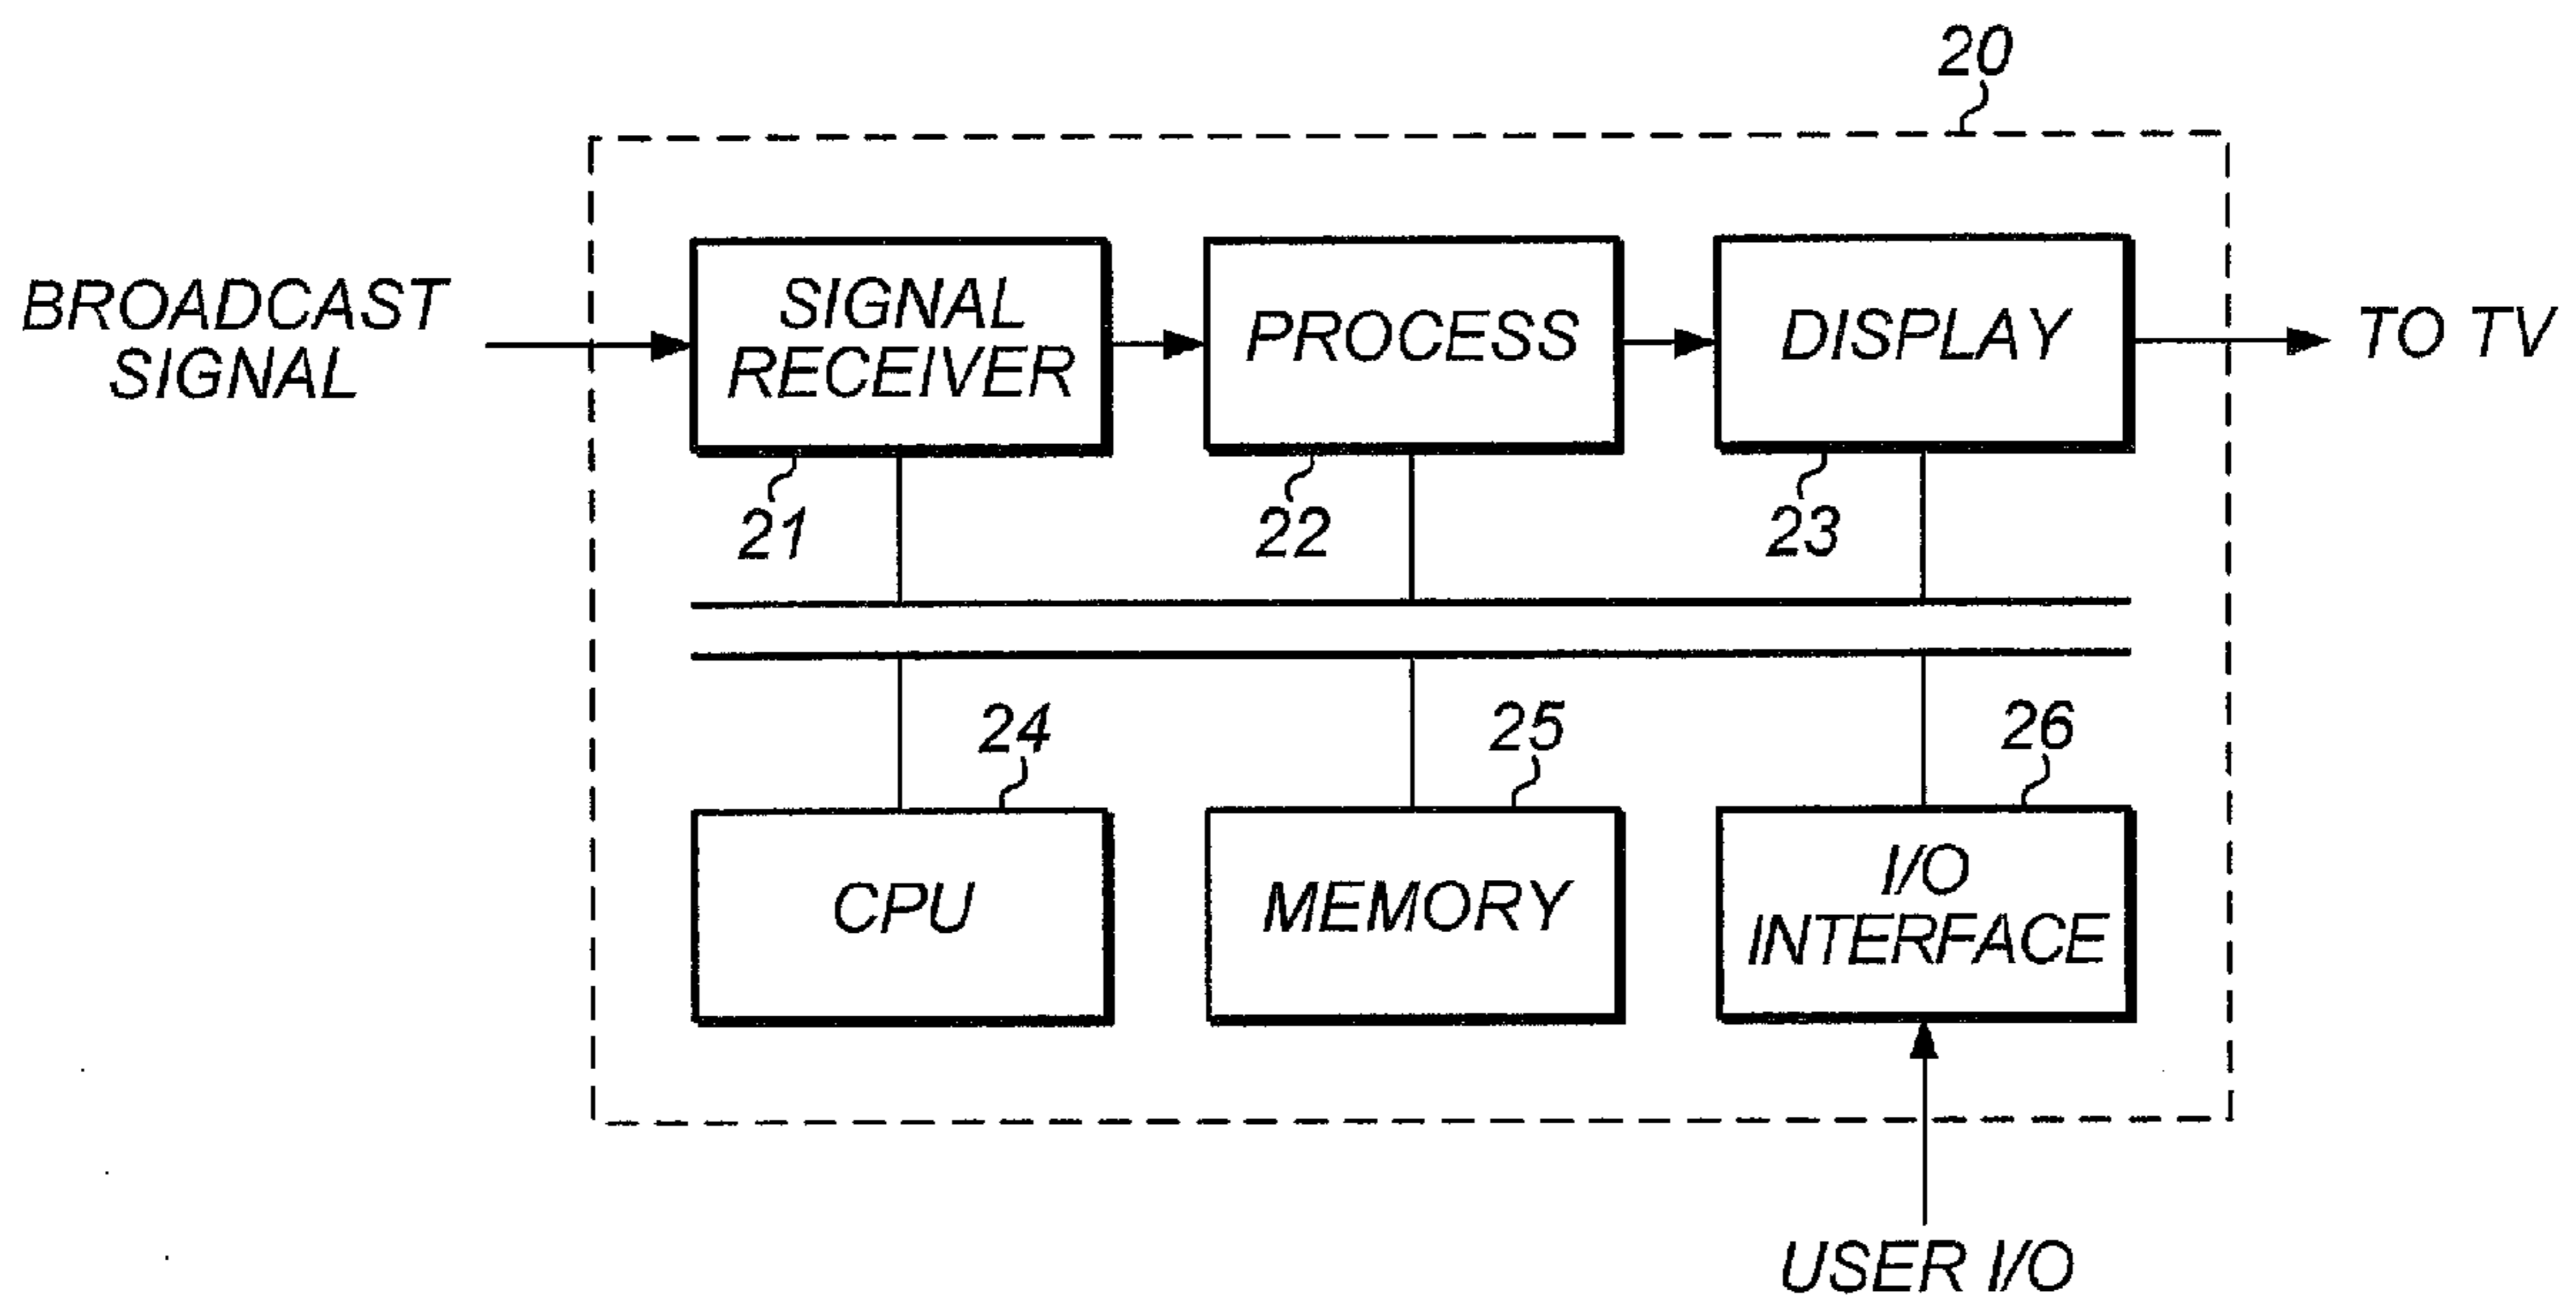 20
BROADCAST
SIGNAL
SIGNAL
RECEIVER
PROCESS
DISPLAY
TO TV
21
22
23
24
25
26
CPU
MEMORY
I/O
INTERFACE
USER I/O